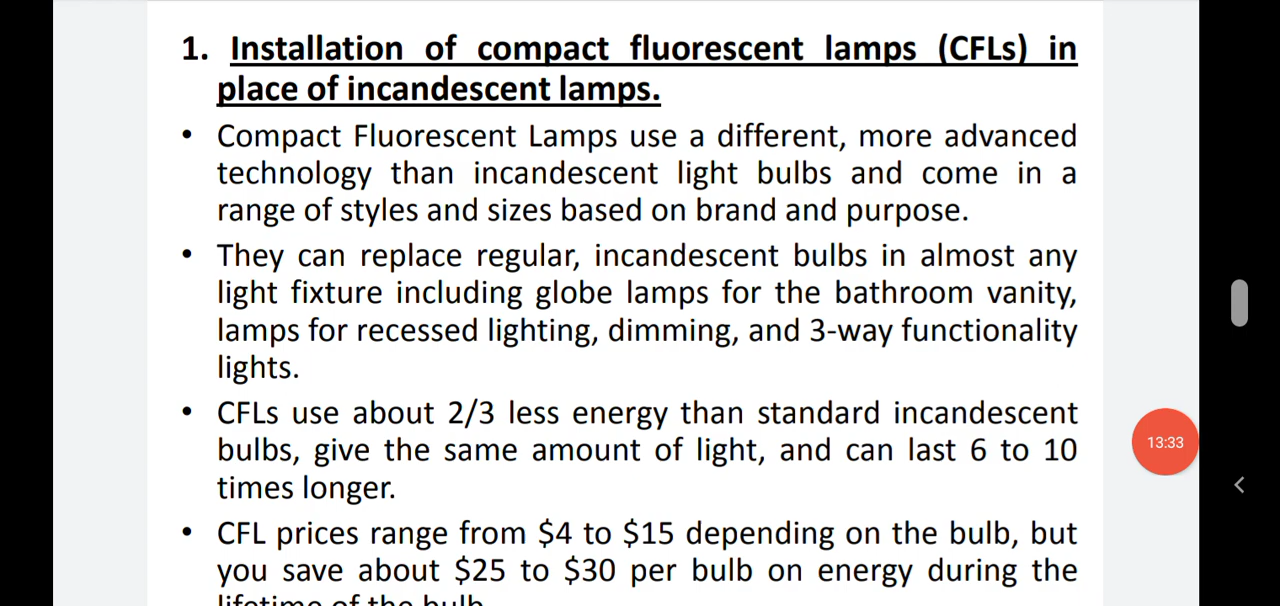 1. Installation of compact fluorescent lamps (CFLs) in
place of incandescent lamps.
• Compact Fluorescent Lamps use a different, more advanced
technology than incandescent light bulbs and come in a
range of styles and sizes based on brand and purpose.
• They can replace regular, incandescent bulbs in almost any
light fixture including globe lamps for the bathroom vanity,
lamps for recessed lighting, dimming, and 3-way functionality
lights.
• CFLs use about 2/3 less energy than standard incandescent
bulbs, give the same amount of light, and can last 6 to 10
times longer.
13:33
• CFL prices range from $4 to $15 depending on the bulb, but
you save about $25 to $30 per bulb on energy during the
lifetime of the bulb.